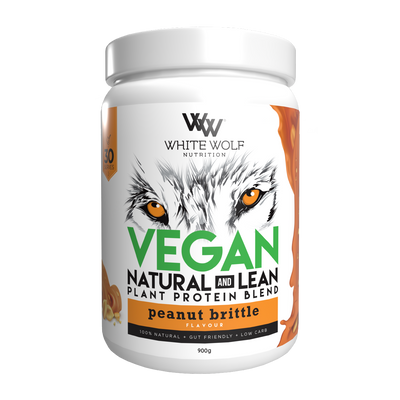 WW
WHITE WOLF
NUTRITION
30
VEGAN
NATURAL AND LEAN
PLANT PROTEIN BLEND
peanut brittle
FLAVOUR
100% NATURAL • GUT FRIENDLY • LOW CARB
900g